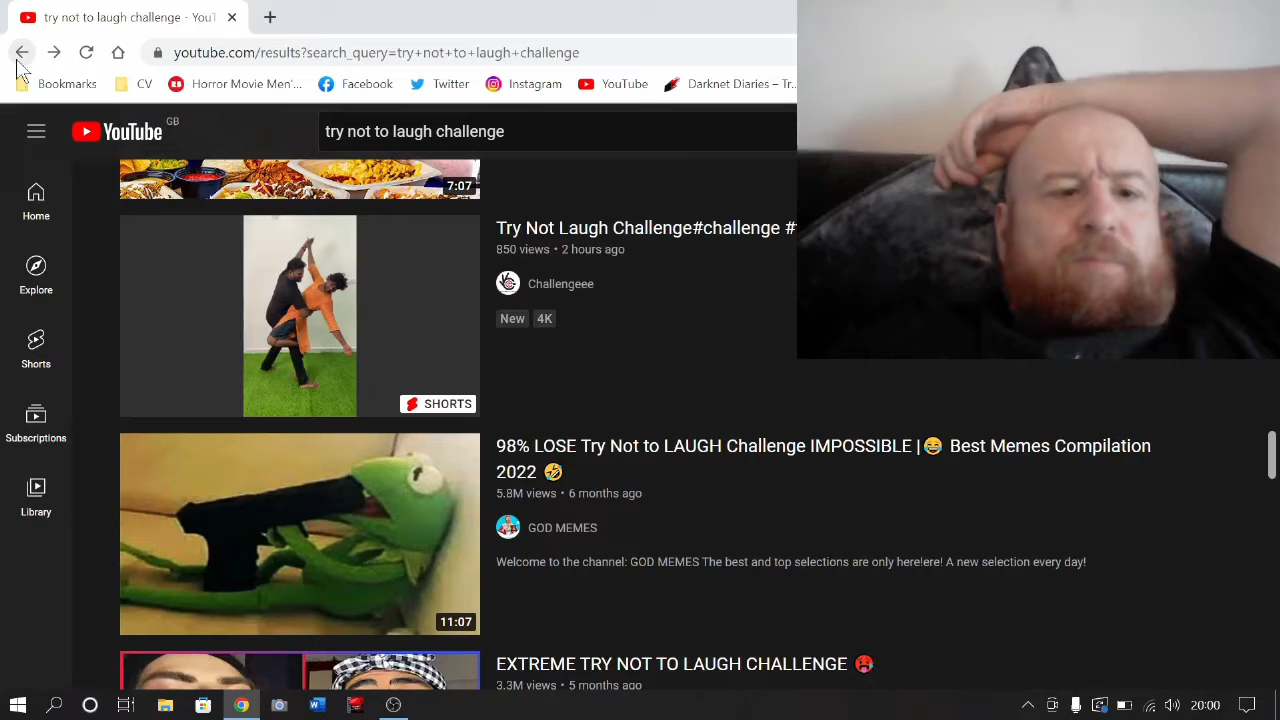 try not to laugh challenge - YouT
youtube.com/results?search_query=try+not+to+laugh+challenge
Bookmarks
CV
Horror Movie Men'...
Facebook
Twitter
Instagram
YouTube
Darknet Diaries – Tr...
YouTube GB
try not to laugh challenge
Home
Explore
Shorts
Subscriptions
Library
7:07
Try Not Laugh Challenge#challenge #
850 views • 2 hours ago
Challengeee
New 4K
SHORTS
98% LOSE Try Not to LAUGH Challenge IMPOSSIBLE |😂 Best Memes Compilation
2022 🤣
5.8M views • 6 months ago
GOD MEMES
Welcome to the channel: GOD MEMES The best and top selections are only here!ere! A new selection every day!
11:07
EXTREME TRY NOT TO LAUGH CHALLENGE 🥵
3.3M views • 5 months ago
20:00